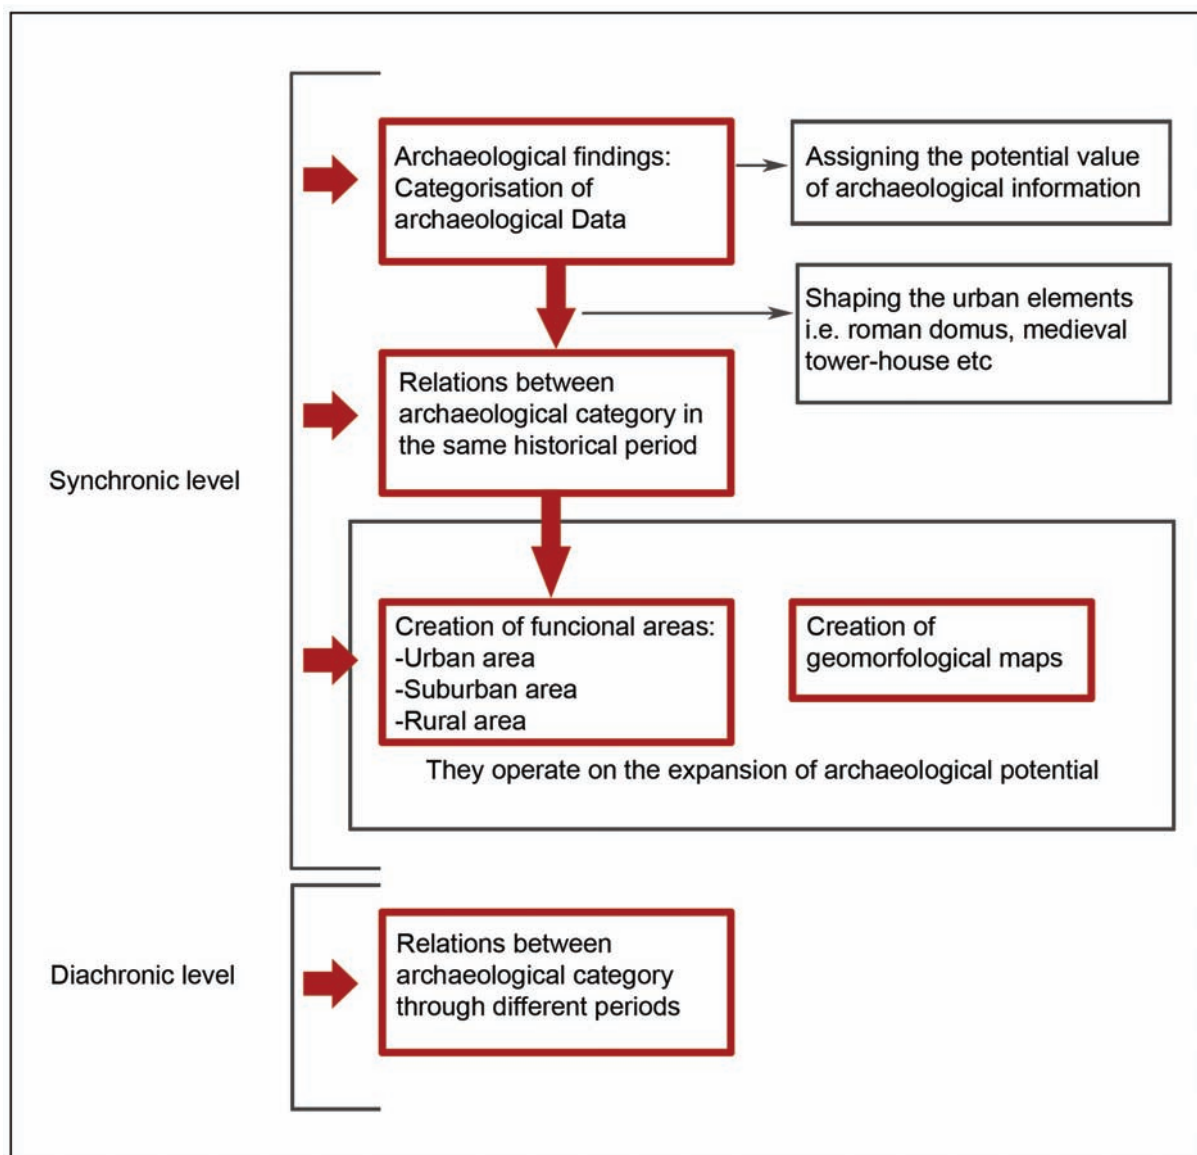 Archaeological findings:
Categorisation of
archaeological Data
Assigning the potential value
of archaeological information
Shaping the urban elements
i.e. roman domus, medieval
tower-house etc
Relations between
archaeological category in
the same historical period
Synchronic level
Creation of funcional areas:
-Urban area
-Suburban area
-Rural area
Creation of
geomorfological maps
They operate on the expansion of archaeological potential
Diachronic level
Relations between
archaeological category
through different periods